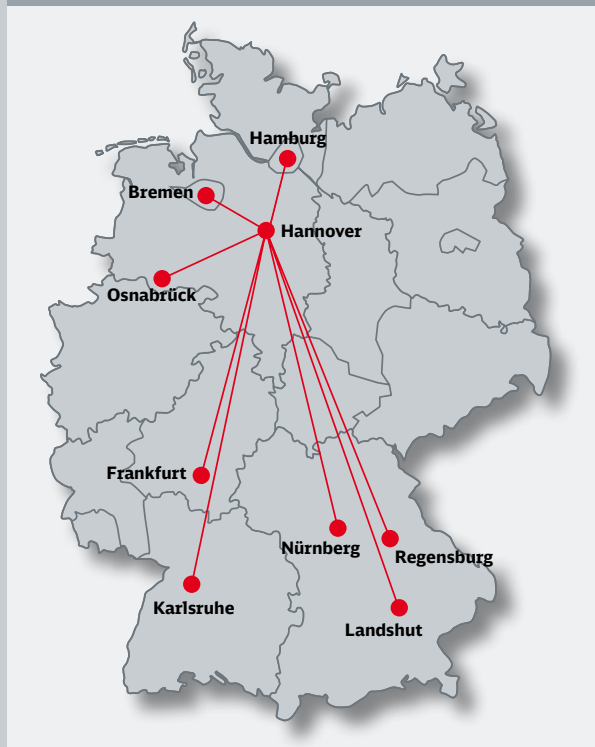 Hamburg
Bremen
Hannover
Osnabrück
Frankfurt
Nürnberg
Regensburg
Karlsruhe
Landshut